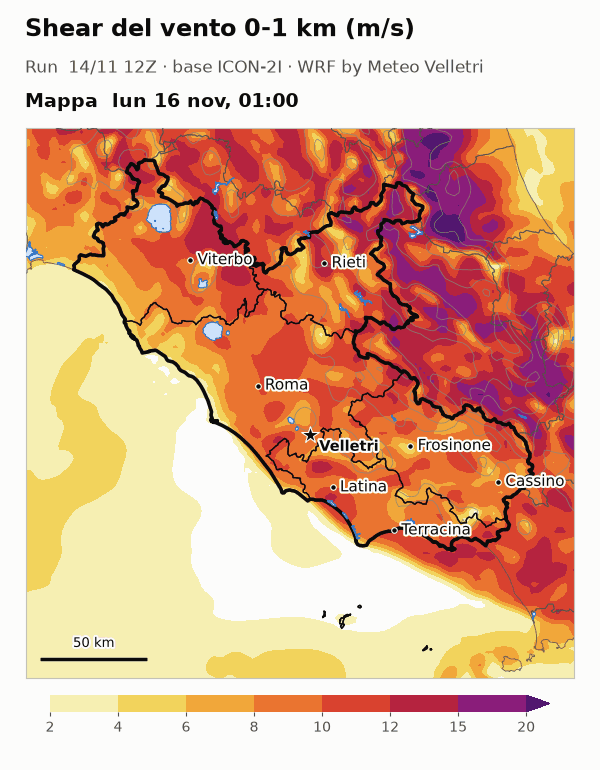 Shear del vento 0-1 km (m/s)
Run  14/11 12Z · base ICON-2I · WRF by Meteo Velletri
Mappa  lun 16 nov, 01:00
Viterbo
Rieti
Roma
Velletri
Frosinone
Latina
Cassino
Terracina
50 km
2 4 6 8 10 12 15 20